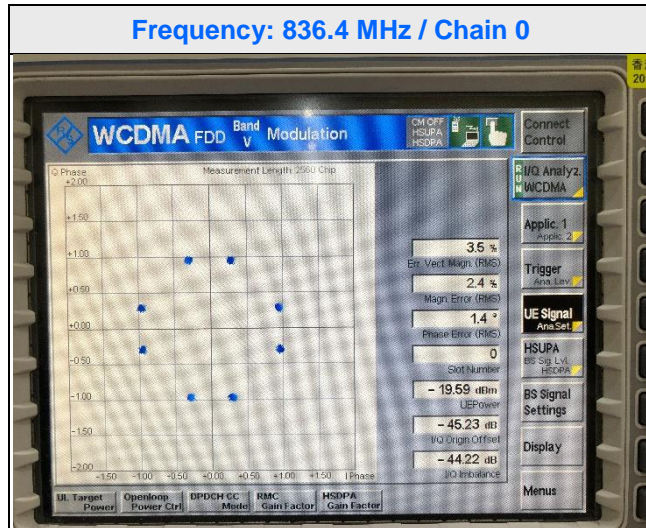 Frequency: 836.4 MHz / Chain 0
R&S
WCDMA FDD Band V Modulation
CM OFF
HSUPA
HSDPA
Connect
Control
Q Phase
Measurement Length: 2560 Chip
RUN
I/Q Analyz.
WCDMA
+2.00
+1.50
+1.00
+0.50
+0.00
-0.50
-1.00
-1.50
-2.00
-1.50 -1.00 -0.50 +0.00 +0.50 +1.00 +1.50 I Phase
3.5 %
Err. Vect Magn. (RMS)
2.4 %
Magn. Error (RMS)
1.4 °
Phase Error (RMS)
0
Slot Number
- 19.59 dBm
UEPower
- 45.23 dB
I/Q Origin Offset
- 44.22 dB
I/Q Imbalance
Applic. 1
Applic. 2
Trigger
Ana. Lev.
UE Signal
Ana.Set.
HSUPA
BS Sig. Lvl.
HSDPA
BS Signal
Settings
Display
Menus
UL Target
Power
Openloop
Power Ctrl
DPDCH CC
Mode
RMC
Gain Factor
HSDPA
Gain Factor
20